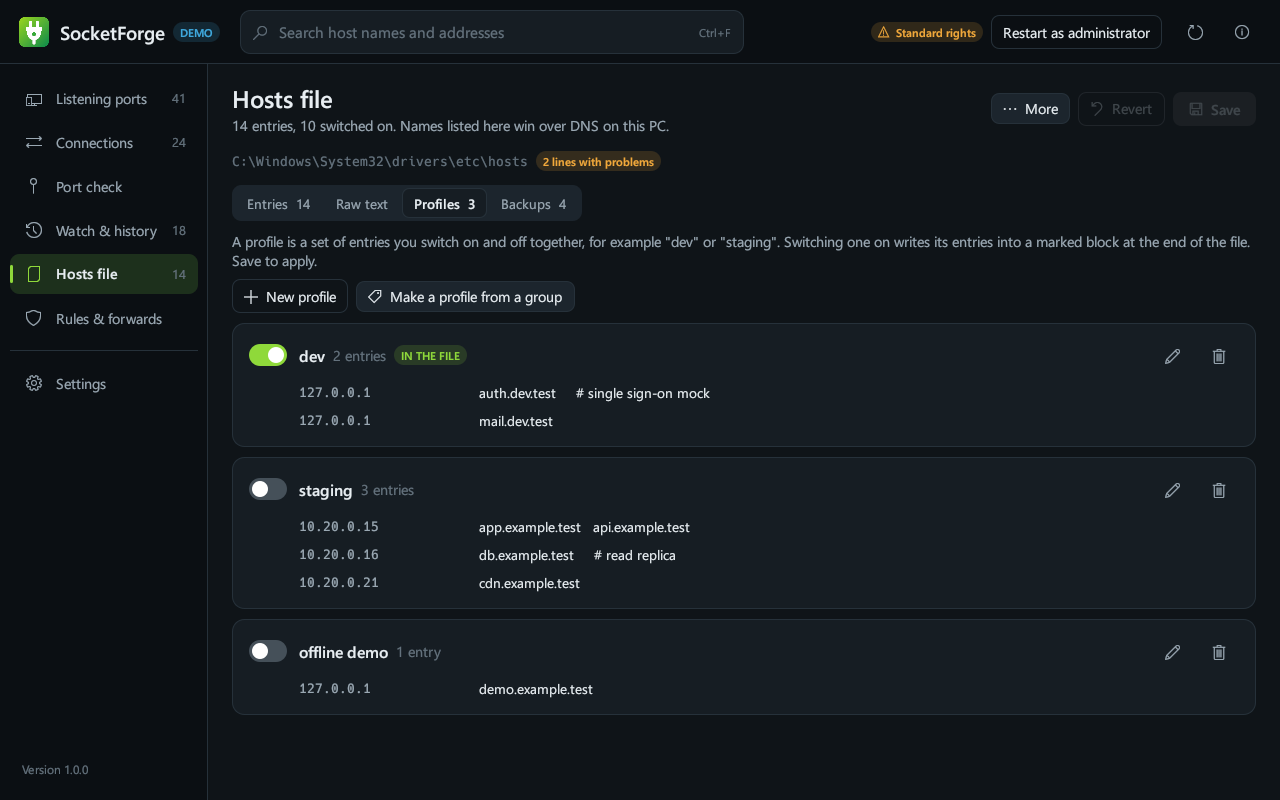 SocketForge DEMO
Search host names and addresses Ctrl+F
Standard rights
Restart as administrator
Listening ports 41
Connections 24
Port check
Watch & history 18
Hosts file 14
Rules & forwards
Settings
Version 1.0.0
Hosts file
14 entries, 10 switched on. Names listed here win over DNS on this PC.
··· More
Revert
Save
C:\Windows\System32\drivers\etc\hosts 2 lines with problems
Entries 14 Raw text Profiles 3 Backups 4
A profile is a set of entries you switch on and off together, for example "dev" or "staging". Switching one on writes its entries into a marked block at the end of the file.
Save to apply.
New profile Make a profile from a group
dev 2 entries IN THE FILE
127.0.0.1 auth.dev.test # single sign-on mock
127.0.0.1 mail.dev.test
staging 3 entries
10.20.0.15 app.example.test api.example.test
10.20.0.16 db.example.test # read replica
10.20.0.21 cdn.example.test
offline demo 1 entry
127.0.0.1 demo.example.test